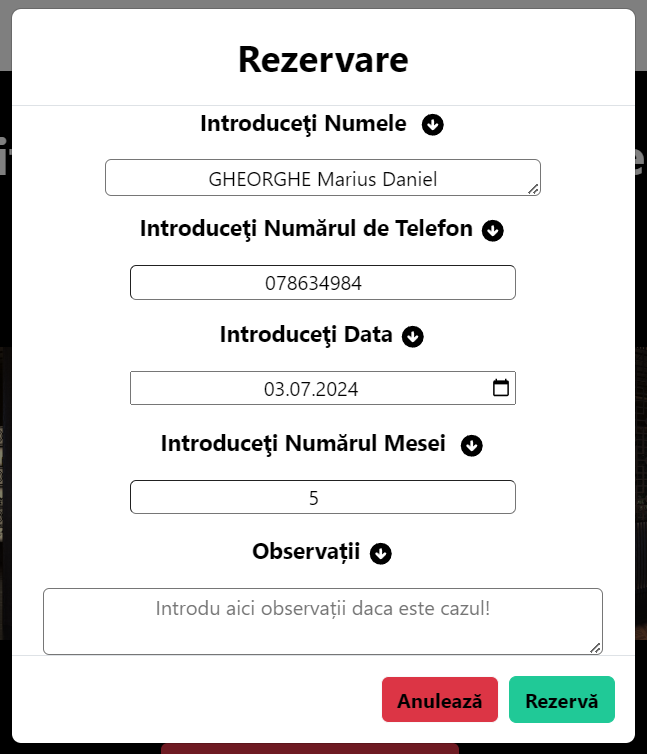 Rezervare
Introduceţi Numele
GHEORGHE Marius Daniel
Introduceţi Numărul de Telefon
078634984
Introduceţi Data
03.07.2024
Introduceţi Numărul Mesei
5
Observații
Introdu aici observații daca este cazul!
Anulează
Rezervă